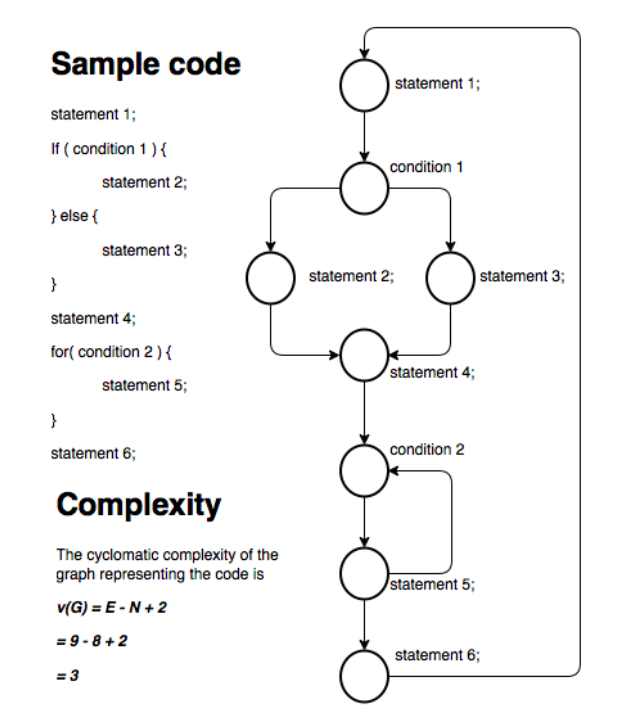 Sample code
statement 1;
If ( condition 1 ) {
statement 2;
} else {
statement 3;
}
statement 4;
for( condition 2 ) {
statement 5;
}
statement 6;
Complexity
The cyclomatic complexity of the
graph representing the code is
v(G) = E - N + 2
= 9 - 8 + 2
= 3
statement 1;
condition 1
statement 2;
statement 3;
statement 4;
condition 2
statement 5;
statement 6;